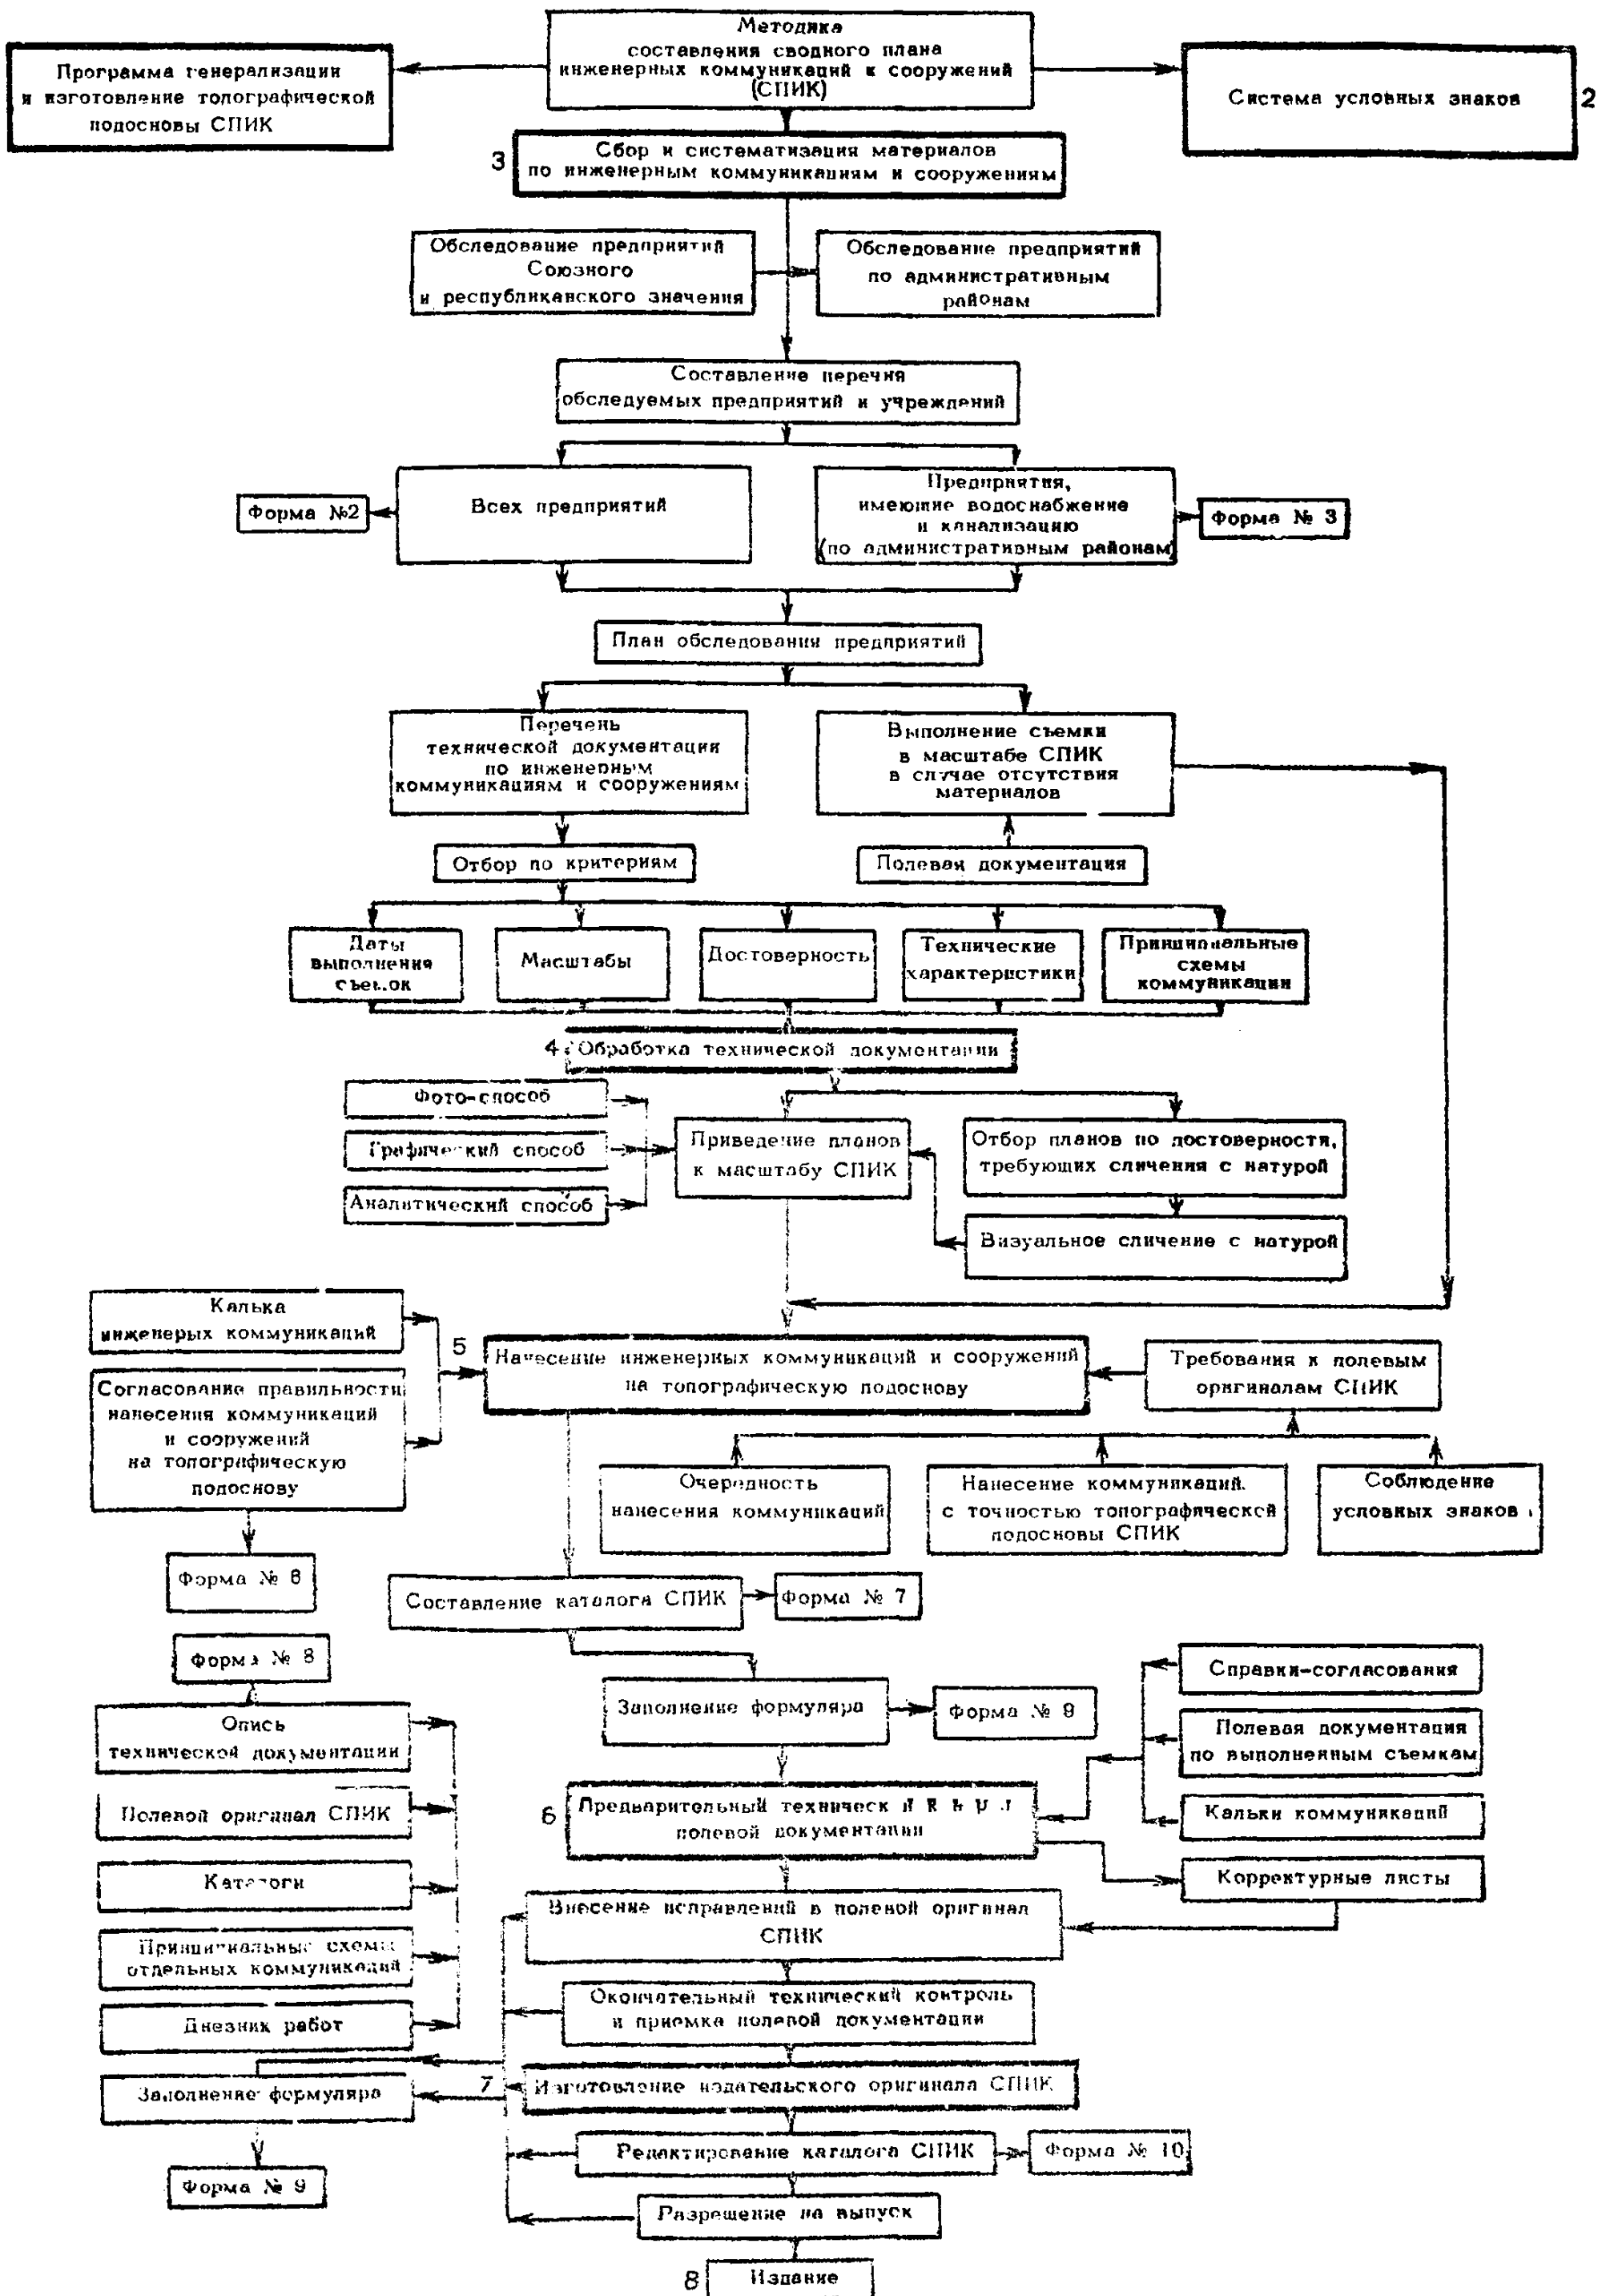 Методика
составления сводного плана
инженерных коммуникаций к сооружений
(СПИК)
Программа генерализации
и изготовление топографической
подосновы СПИК
Система условных знаков
2
3
Сбор и систематизация материалов
по инженерным коммуникациям и сооружениям
Обследование предприятий
Союзного
и республиканского значения
Обследование предприятий
по административным
районам
Составление перечня
обследуемых предприятий и учреждений
Всех предприятий
Форма №2
Предприятия,
имеющие водоснабжение
и канализацию
(по административным районам)
Форма № 3
План обследования предприятий
Перечень
технической документации
по инженерным
коммуникациям и сооружениям
Выполнение съемки
в масштабе СПИК
в случае отсутствия
материалов
Отбор по критериям
Полевая документация
Даты
выполнения
съемок
Масштабы
Достоверность
Технические
характеристики
Принципиальные
схемы
коммуникации
4
Обработка технической документации
Фото-способ
Графический способ
Аналитический способ
Приведение планов
к масштабу СПИК
Отбор планов по достоверности,
требующих сличения с натурой
Визуальное сличение с натурой
Калька
инженерых коммуникаций
Согласование правильности
нанесения коммуникаций
и сооружений
на топографическую
подоснову
5
Нанесение инженерных коммуникаций и сооружений
на топографическую подоснову
Требования к полевым
оригиналам СПИК
Очередность
нанесения коммуникаций
Нанесение коммуникаций.
с точностью топографической
подосновы СПИК
Соблюдение
условных знаков
Форма № 6
Составление каталога СПИК
Форма № 7
Форма № 8
Заполнение формуляра
Форма № 9
Справки-согласования
Полевая документация
по выполненным съемкам
Кальки коммуникаций
Корректурные листы
Опись
технической документации
Полевой оригинал СПИК
Каталоги
Принципиальные схемы
отдельных коммуникаций
Дневник работ
Заполнение формуляра
Форма № 9
6
Предварительный технический
полевой документации
Внесение исправлений в полевой оригинал
СПИК
Окончательный технический контроль
и приемка полевой документации
7
Изготовление издательского оригинала СПИК
Редактирование каталога СПИК
Форма № 10
Разрешение на выпуск
8
Издание